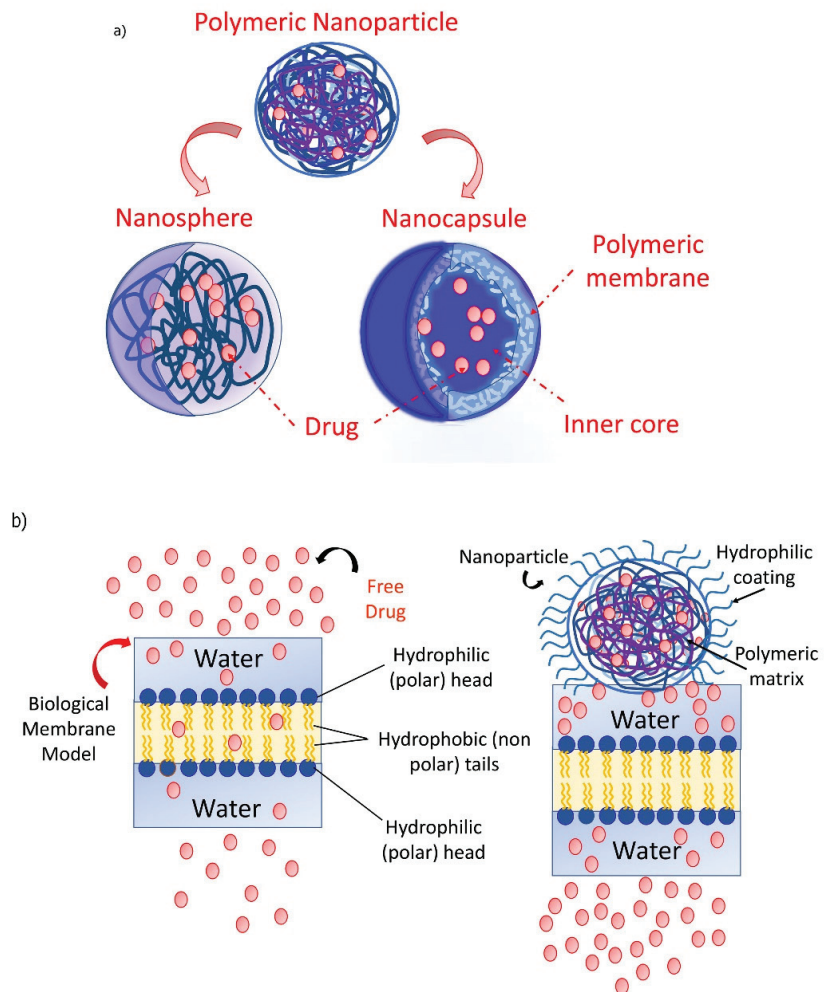 a)
Polymeric Nanoparticle
Nanosphere
Nanocapsule
Polymeric
membrane
Drug
Inner core
b)
Free
Drug
Water
Biological
Membrane
Model
Hydrophilic
(polar) head
Hydrophobic (non
polar) tails
Water
Hydrophilic
(polar) head
Nanoparticle
Hydrophilic
coating
Polymeric
matrix
Water
Water